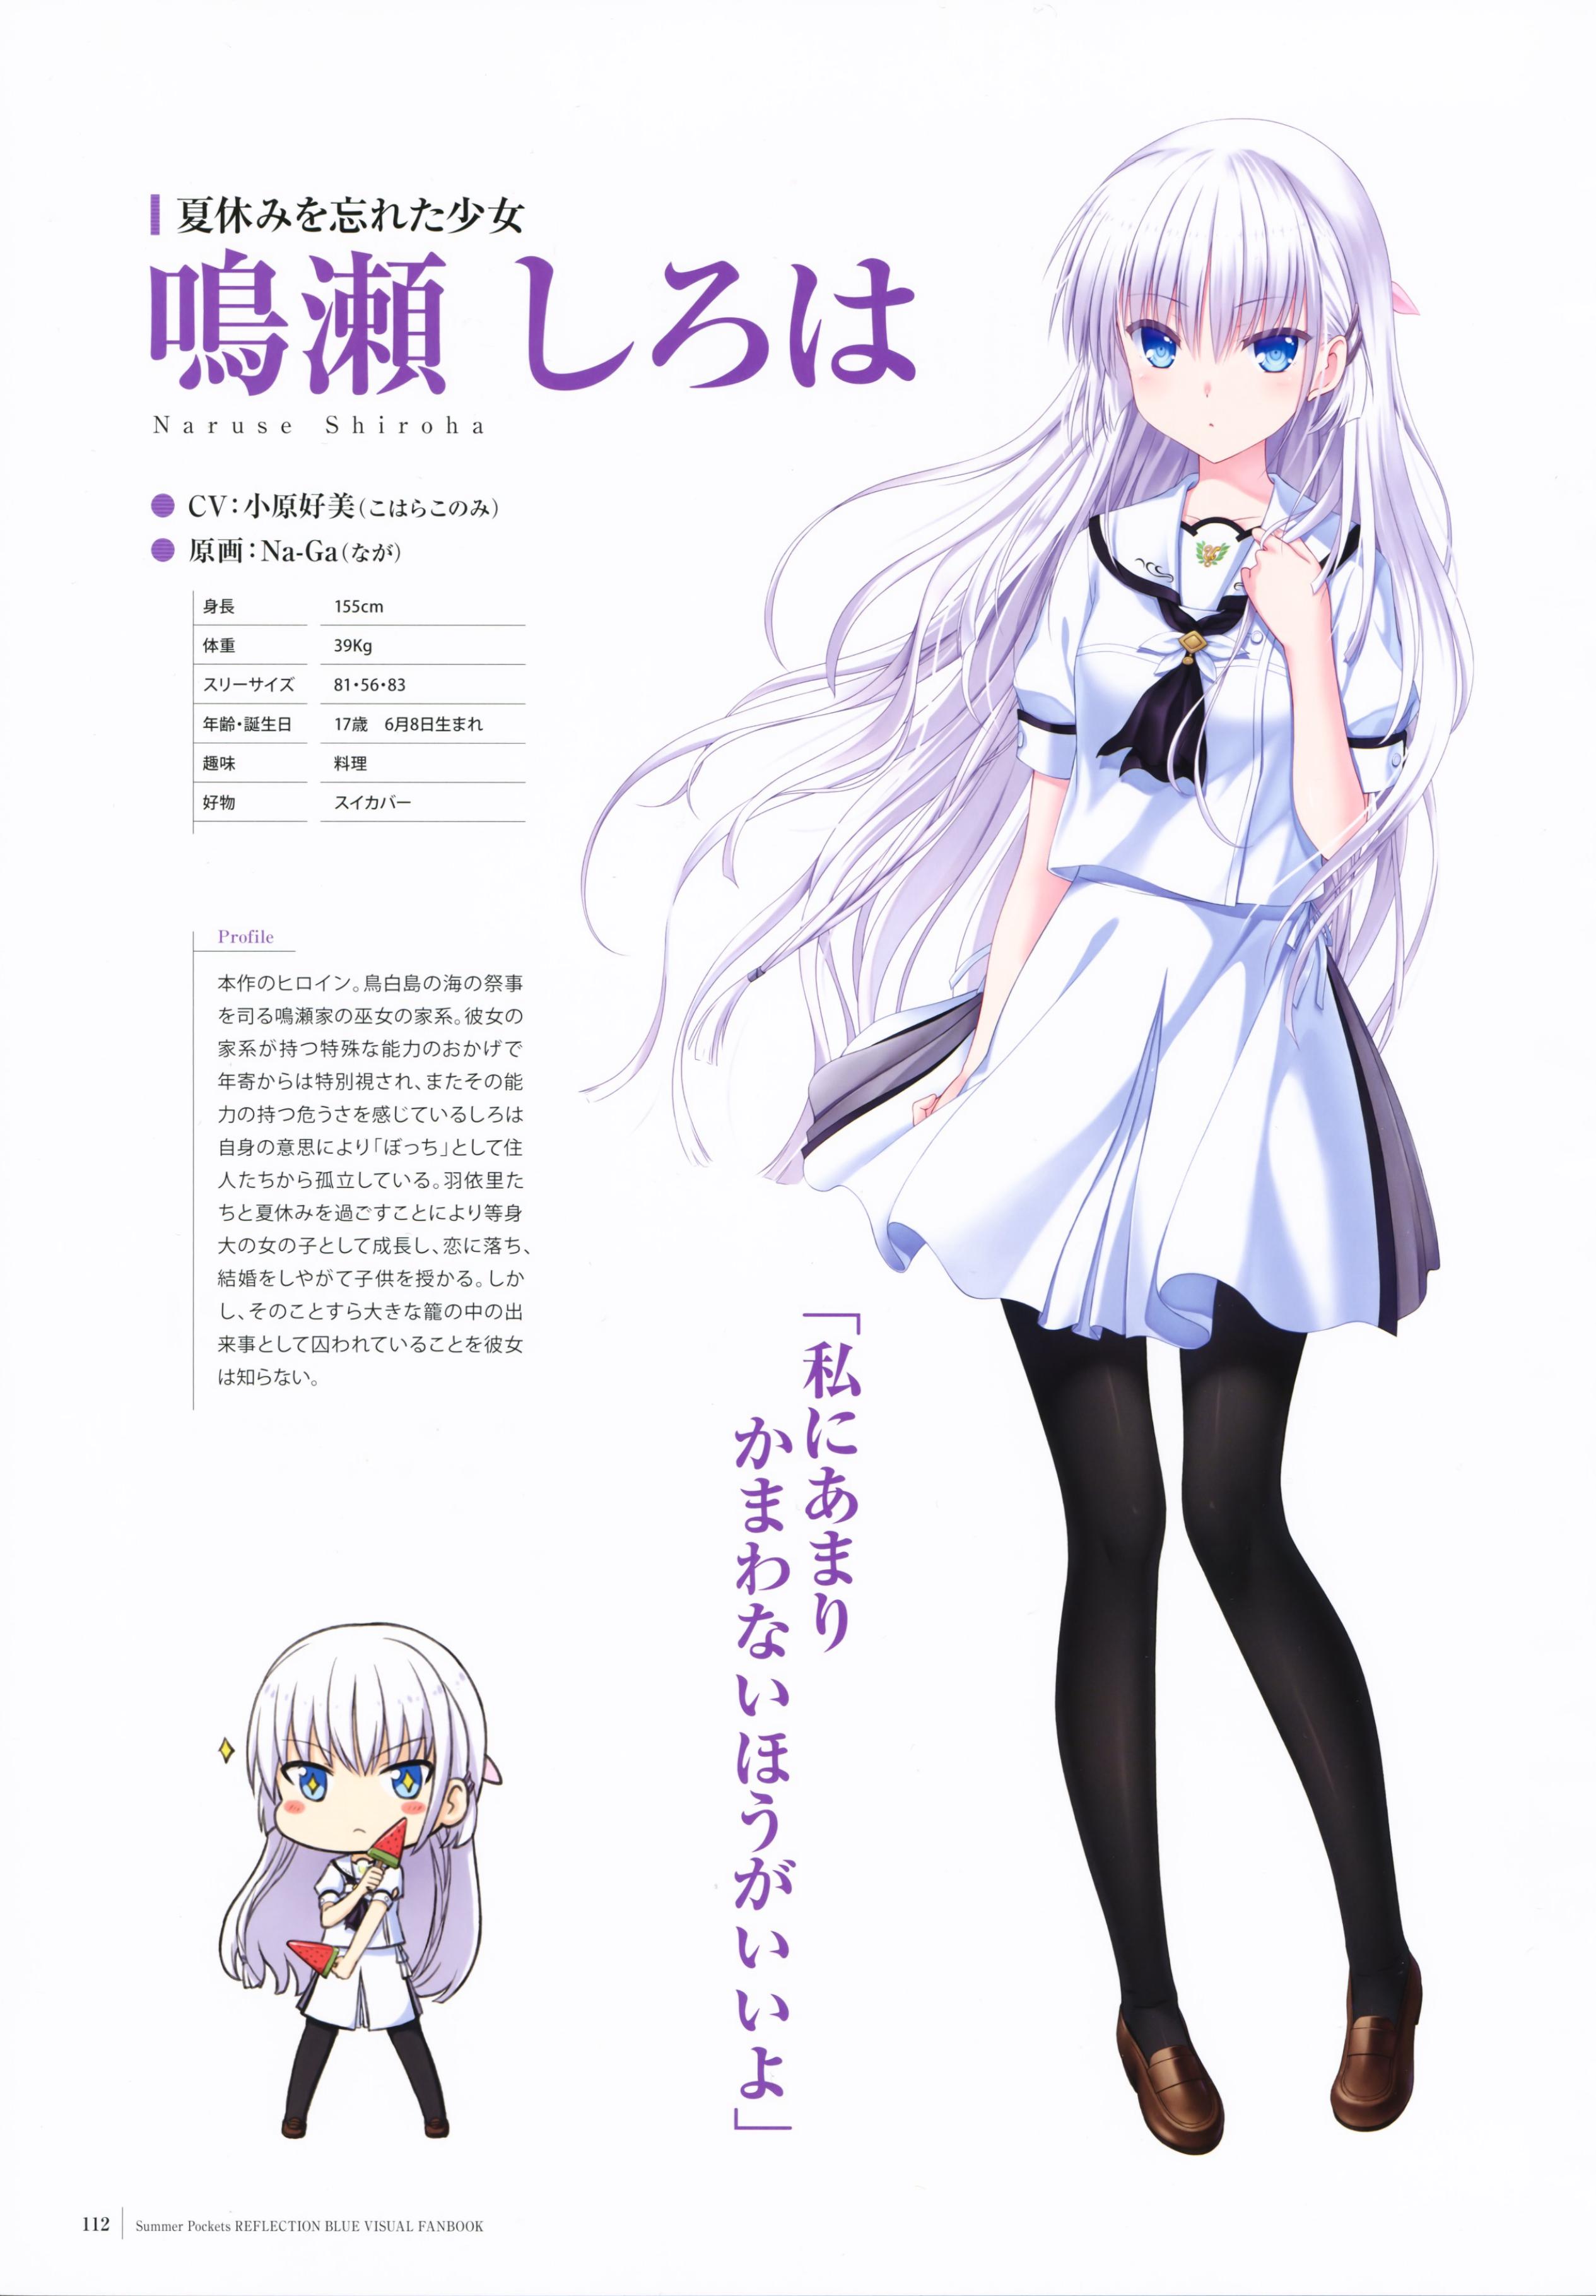 夏休みを忘れた少女
鳴瀬 しろは
Naruse Shiroha
CV：小原好美（こはらこのみ）
原画：Na-Ga（なが）
身長 155cm
体重 39Kg
スリーサイズ 81・56・83
年齢・誕生日 17歳　6月8日生まれ
趣味 料理
好物 スイカバー
Profile
本作のヒロイン。鳥白島の海の祭事
を司る鳴瀬家の巫女の家系。彼女の
家系が持つ特殊な能力のおかげで
年寄からは特別視され、またその能
力の持つ危うさを感じているしろは
自身の意思により「ぼっち」として住
人たちから孤立している。羽依里た
ちと夏休みを過ごすことにより等身
大の女の子として成長し、恋に落ち、
結婚をしやがて子供を授かる。しか
し、そのことすら大きな籠の中の出
来事として囚われていることを彼女
は知らない。
「私にあまり
かまわないほうがいいよ」
112
Summer Pockets REFLECTION BLUE VISUAL FANBOOK